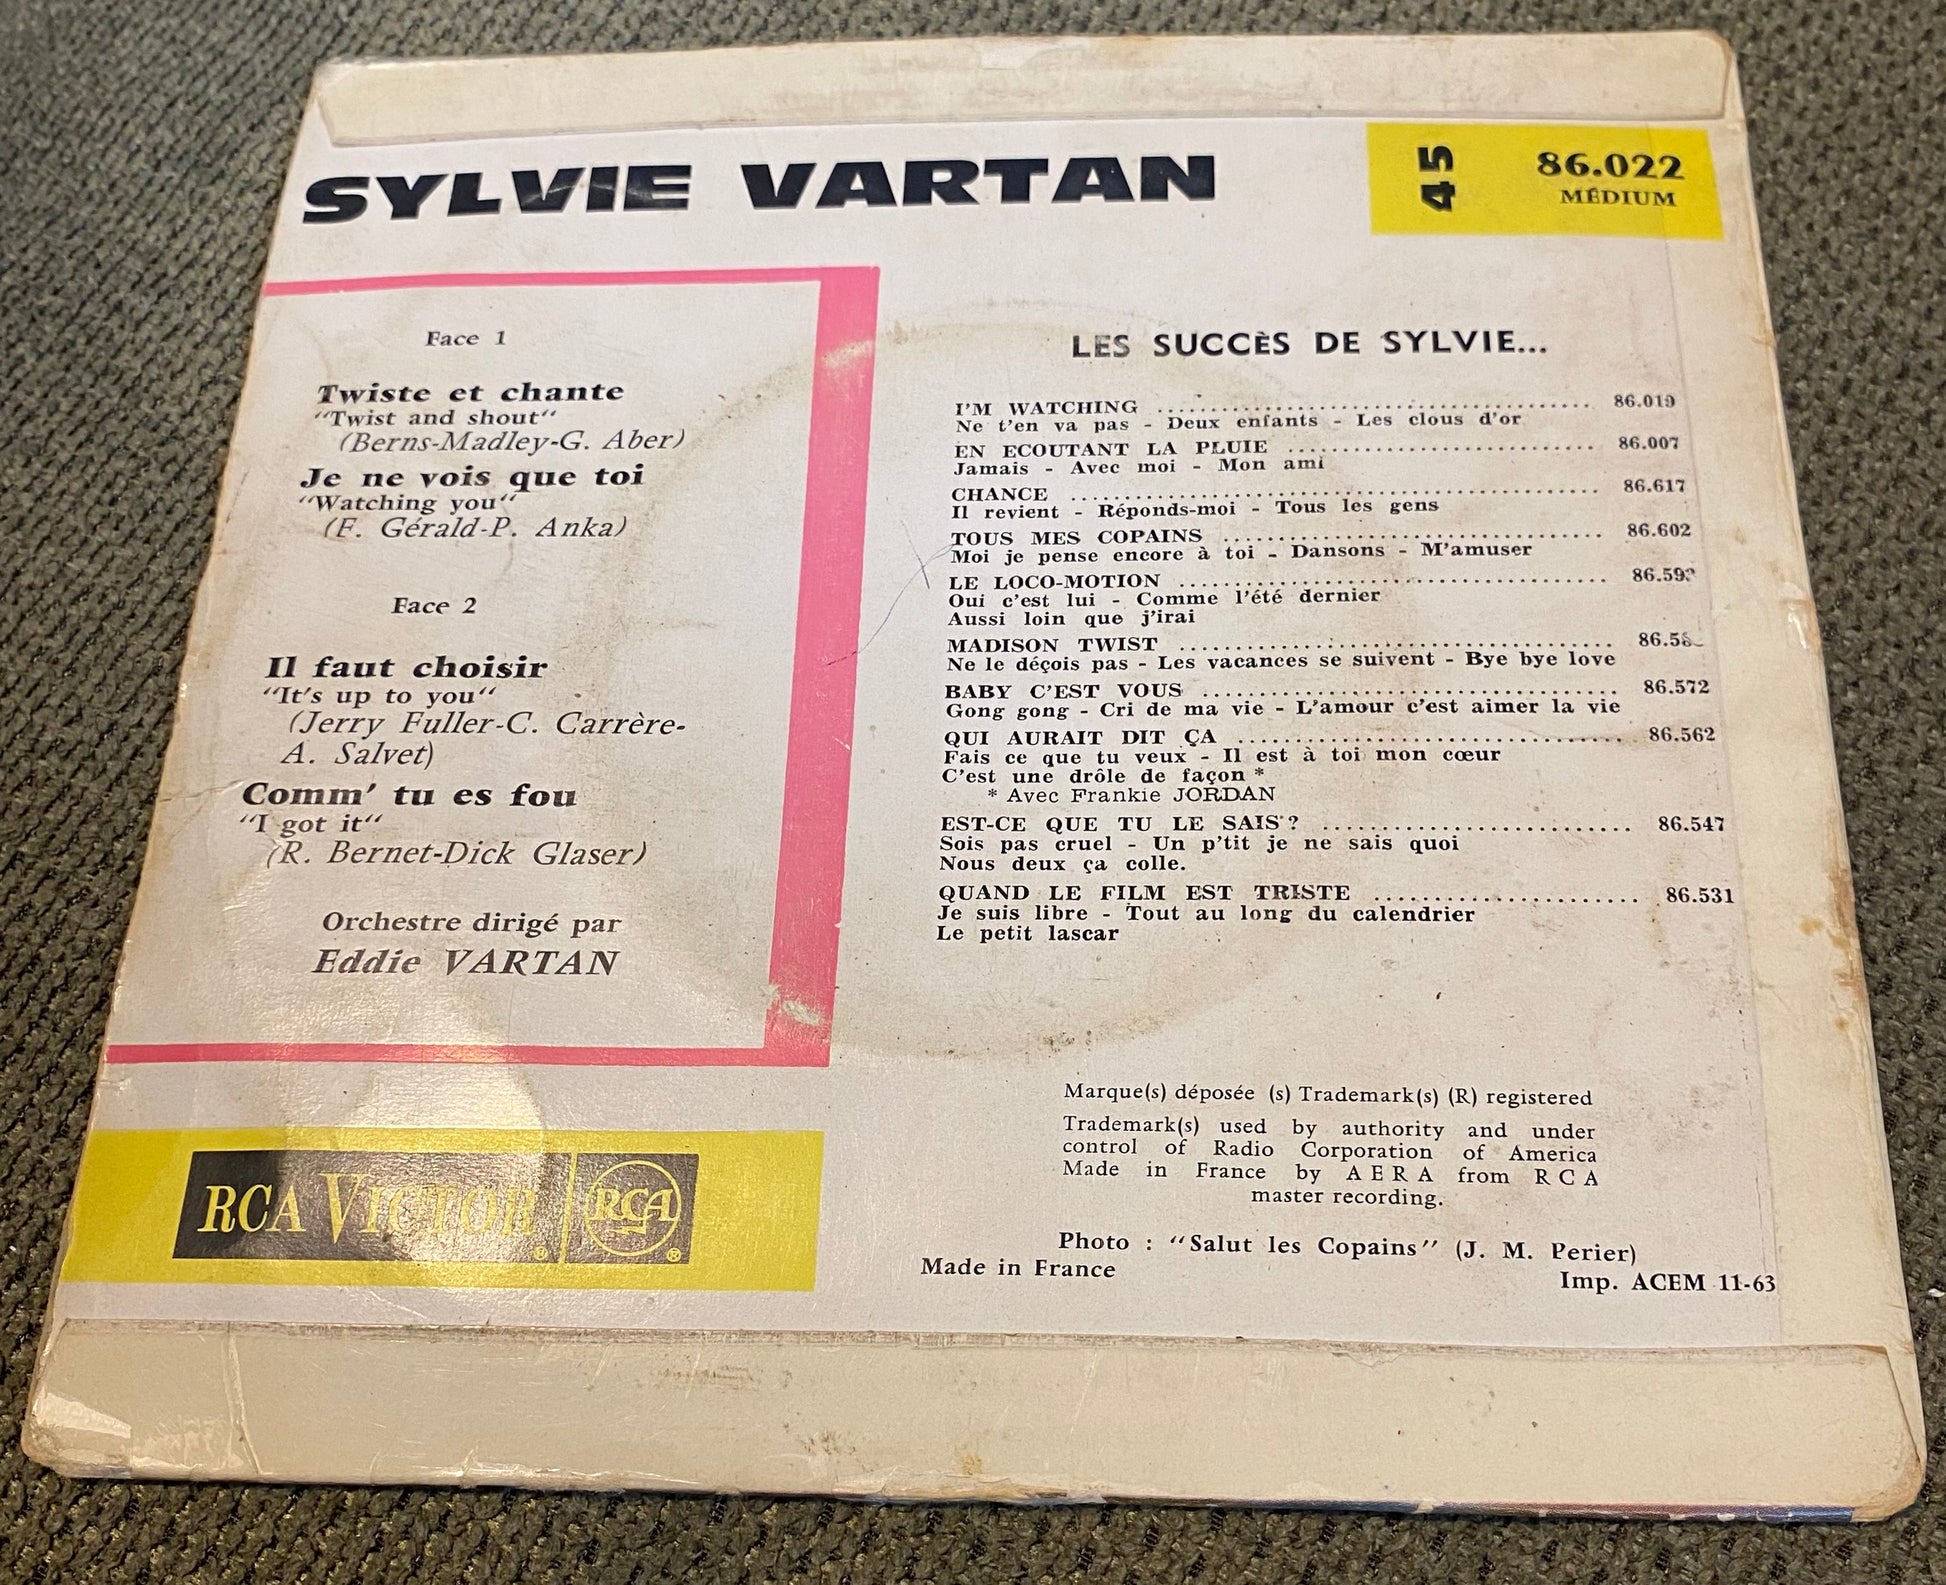 SYLVIE VARTAN
45
86.022
MÉDIUM
Face 1
Twiste et chante
“Twist and shout“
(Berns-Madley-G. Aber)
Je ne vois que toi
“Watching you“
(F. Gérald-P. Anka)
Face 2
Il faut choisir
“It's up to you“
(Jerry Fuller-C. Carrère-
A. Salvet)
Comm' tu es fou
“I got it“
(R. Bernet-Dick Glaser)
Orchestre dirigé par
Eddie VARTAN
RCA VICTOR ®
RCA ®
LES SUCCÈS DE SYLVIE...
I'M WATCHING ........................................ 86.019
Ne t'en va pas - Deux enfants - Les clous d'or
EN ECOUTANT LA PLUIE ............................ 86.007
Jamais - Avec moi - Mon ami
CHANCE ................................................ 86.617
Il revient - Réponds-moi - Tous les gens
TOUS MES COPAINS .................................. 86.602
Moi je pense encore à toi - Dansons - M'amuser
LE LOCO-MOTION ....................................
Oui c'est lui - Comme l'été dernier
Aussi loin que j'irai
MADISON TWIST ......................................
Ne le déçois pas - Les vacances se suivent - Bye bye love
BABY C'EST VOUS .................................... 86.572
Gong gong - Cri de ma vie - L'amour c'est aimer la vie
QUI AURAIT DIT ÇA .................................. 86.562
Fais ce que tu veux - Il est à toi mon cœur
C'est une drôle de façon *
* Avec Frankie JORDAN
EST-CE QUE TU LE SAIS ? ........................... 86.547
Sois pas cruel - Un p'tit je ne sais quoi
Nous deux ça colle.
QUAND LE FILM EST TRISTE ....................... 86.531
Je suis libre - Tout au long du calendrier
Le petit lascar
Marque(s) déposée (s) Trademark(s) (R) registered
Trademark(s) used by authority and under
control of Radio Corporation of America
Made in France by A E R A from R C A
master recording.
Photo : “Salut les Copains” (J. M. Perier)
Made in France
Imp. ACEM 11-63